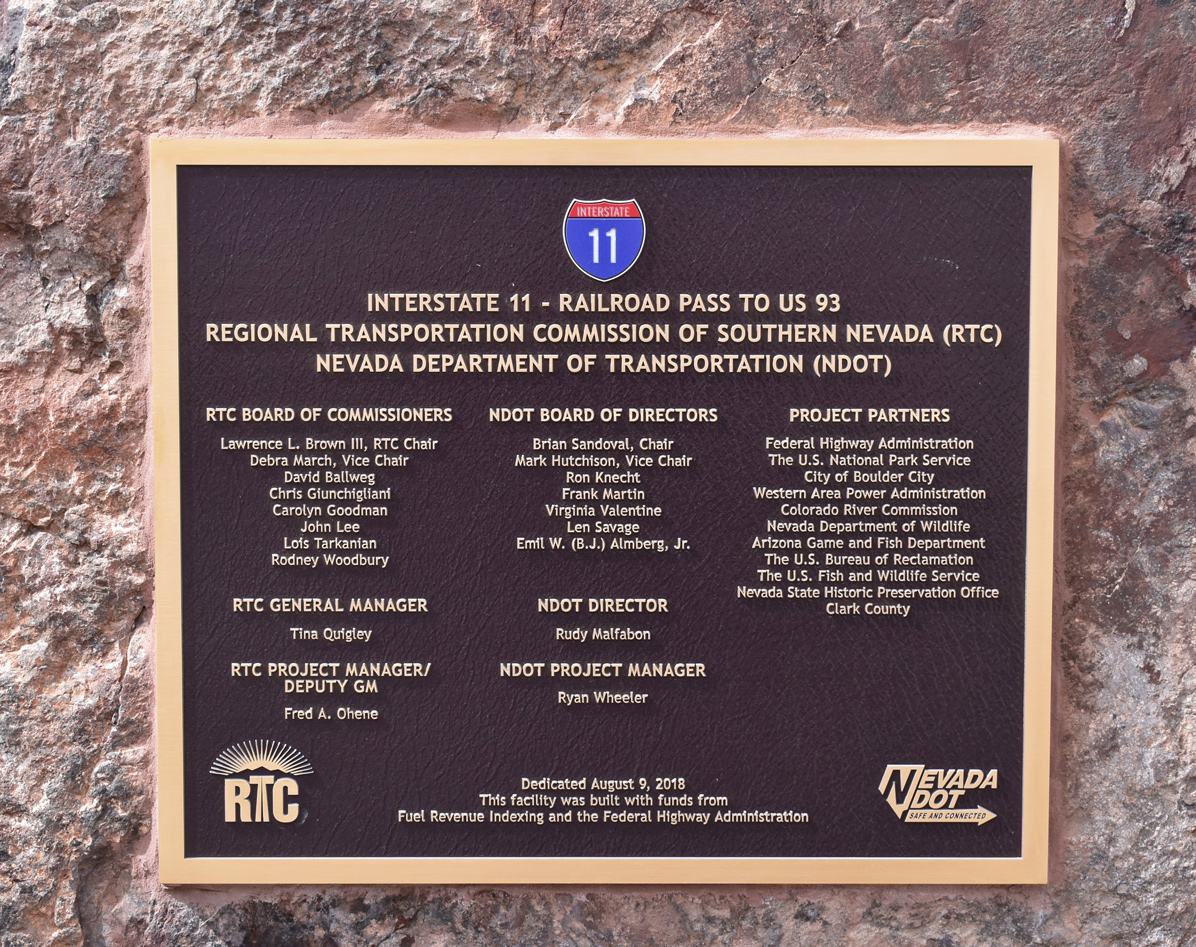 INTERSTATE
11
INTERSTATE 11 - RAILROAD PASS TO US 93
REGIONAL TRANSPORTATION COMMISSION OF SOUTHERN NEVADA (RTC)
NEVADA DEPARTMENT OF TRANSPORTATION (NDOT)
RTC BOARD OF COMMISSIONERS
Lawrence L. Brown III, RTC Chair
Debra March, Vice Chair
David Ballweg
Chris Giunchigliani
Carolyn Goodman
John Lee
Lois Tarkanian
Rodney Woodbury
RTC GENERAL MANAGER
Tina Quigley
RTC PROJECT MANAGER/
DEPUTY GM
Fred A. Ohene
NDOT BOARD OF DIRECTORS
Brian Sandoval, Chair
Mark Hutchison, Vice Chair
Ron Knecht
Frank Martin
Virginia Valentine
Len Savage
Emil W. (B.J.) Almberg, Jr.
NDOT DIRECTOR
Rudy Malfabon
NDOT PROJECT MANAGER
Ryan Wheeler
PROJECT PARTNERS
Federal Highway Administration
The U.S. National Park Service
City of Boulder City
Western Area Power Administration
Colorado River Commission
Nevada Department of Wildlife
Arizona Game and Fish Department
The U.S. Bureau of Reclamation
The U.S. Fish and Wildlife Service
Nevada State Historic Preservation Office
Clark County
RTC
Dedicated August 9, 2018
This facility was built with funds from
Fuel Revenue Indexing and the Federal Highway Administration
NEVADA
DOT
SAFE AND CONNECTED